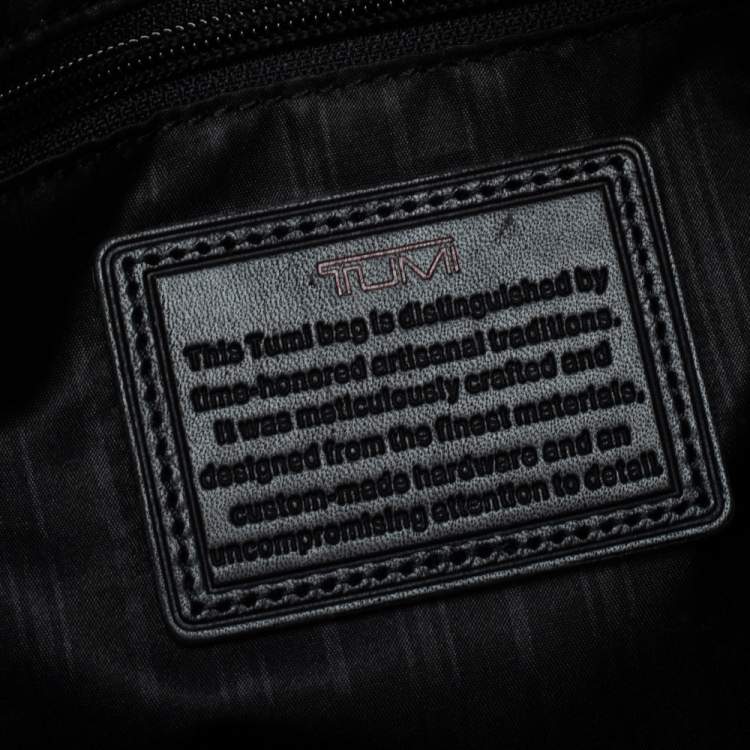 TUMI
This Tumi bag is distinguished by
time-honored artisanal traditions.
It was meticulously crafted and
designed from the finest materials,
custom-made hardware and an
uncompromising attention to detail.